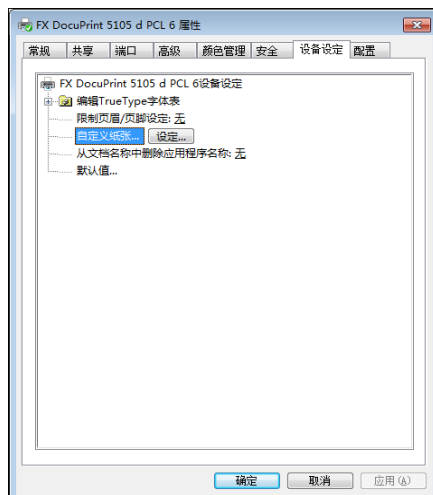 FX DocuPrint 5105 d PCL 6 属性
常规 共享 端口 高级 颜色管理 安全 设备设定 配置
FX DocuPrint 5105 d PCL 6设备设定
编辑TrueType字体表
限制页眉/页脚设定: 无
自定义纸张... 设定...
从文档名称中删除应用程序名称: 无
默认值...
确定 取消 应用(A)